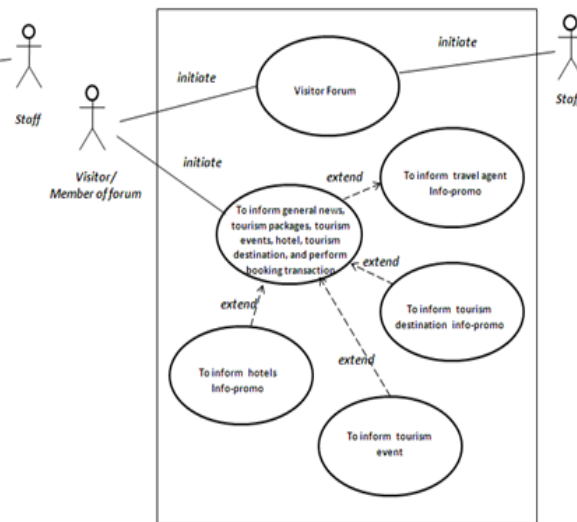 initiate
initiate
Visitor Forum
Staff
Staff
Visitor/
Member of forum
initiate
extend
To inform travel agent
Info-promo
To inform general news,
tourism packages, tourism
events, hotel, tourism
destination, and perform
booking transaction
extend
extend
To inform tourism
destination info-promo
extend
To inform hotels
Info-promo
To inform tourism
event